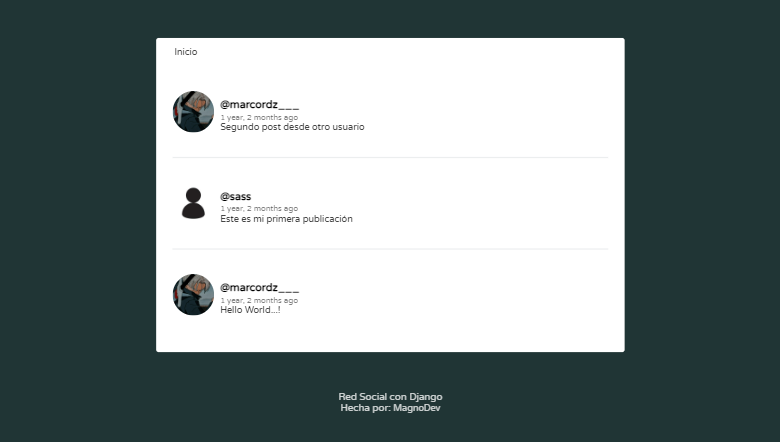 Inicio
@marcordz___
1 year, 2 months ago
Segundo post desde otro usuario
@sass
1 year, 2 months ago
Este es mi primera publicación
@marcordz___
1 year, 2 months ago
Hello World...!
Red Social con Django
Hecha por: MagnoDev